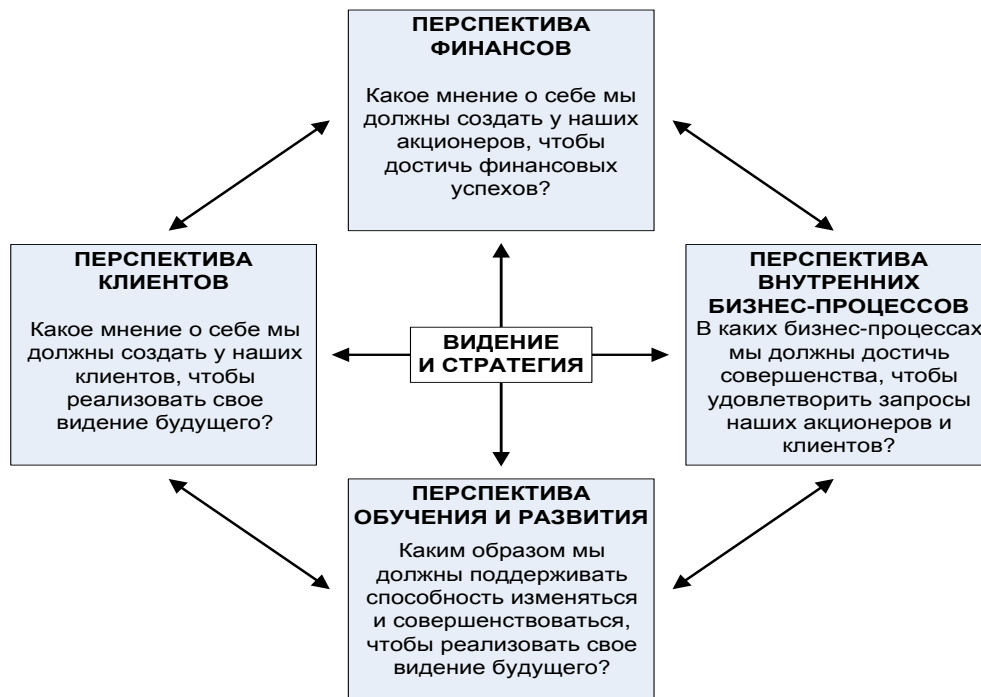 ПЕРСПЕКТИВА
ФИНАНСОВ
Какое мнение о себе мы
должны создать у наших
акционеров, чтобы
достичь финансовых
успехов?
ПЕРСПЕКТИВА
КЛИЕНТОВ
Какое мнение о себе мы
должны создать у наших
клиентов, чтобы
реализовать свое
видение будущего?
ВИДЕНИЕ
И СТРАТЕГИЯ
ПЕРСПЕКТИВА
ВНУТРЕННИХ
БИЗНЕС-ПРОЦЕССОВ
В каких бизнес-процессах
мы должны достичь
совершенства, чтобы
удовлетворить запросы
наших акционеров и
клиентов?
ПЕРСПЕКТИВА
ОБУЧЕНИЯ И РАЗВИТИЯ
Каким образом мы
должны поддерживать
способность изменяться
и совершенствоваться,
чтобы реализовать свое
видение будущего?